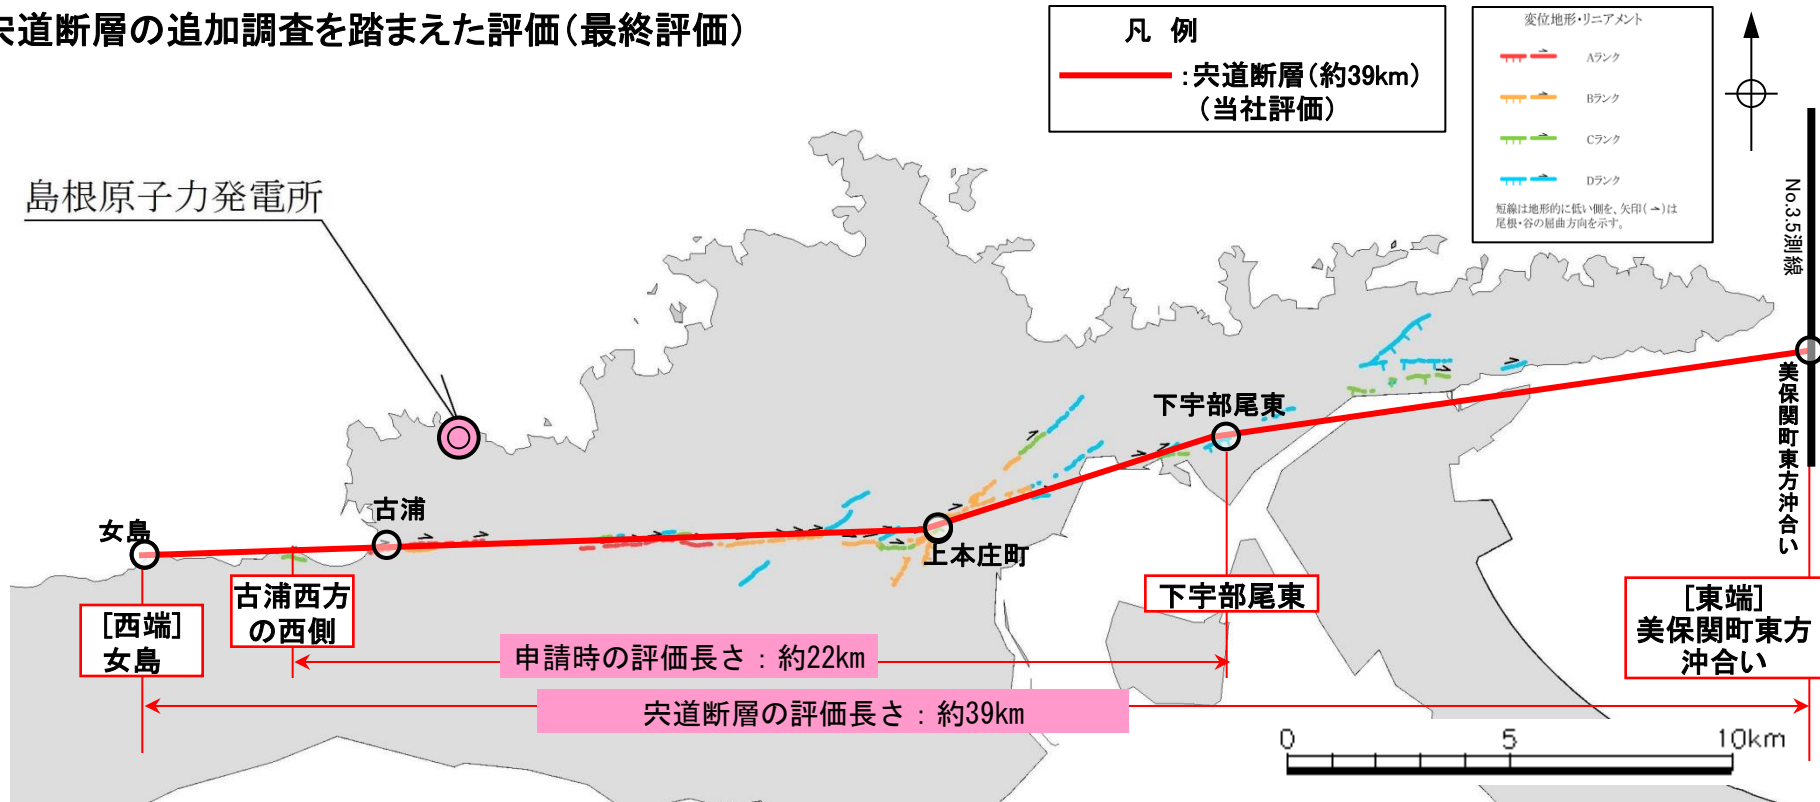 宍道断層の追加調査を踏まえた評価(最終評価)
凡 例
:宍道断層(約39km)
(当社評価)
変位地形・リニアメント
Aランク
Bランク
Cランク
Dランク
短線は地形的に低い側を、矢印(→)は
尾根・谷の屈曲方向を示す。
No.3.5測線
島根原子力発電所
美保関町東方沖合い
下宇部尾東
古浦
女島
上本庄町
[西端]
女島
古浦西方
の西側
下宇部尾東
[東端]
美保関町東方
沖合い
申請時の評価長さ:約22km
宍道断層の評価長さ:約39km
0 5 10km